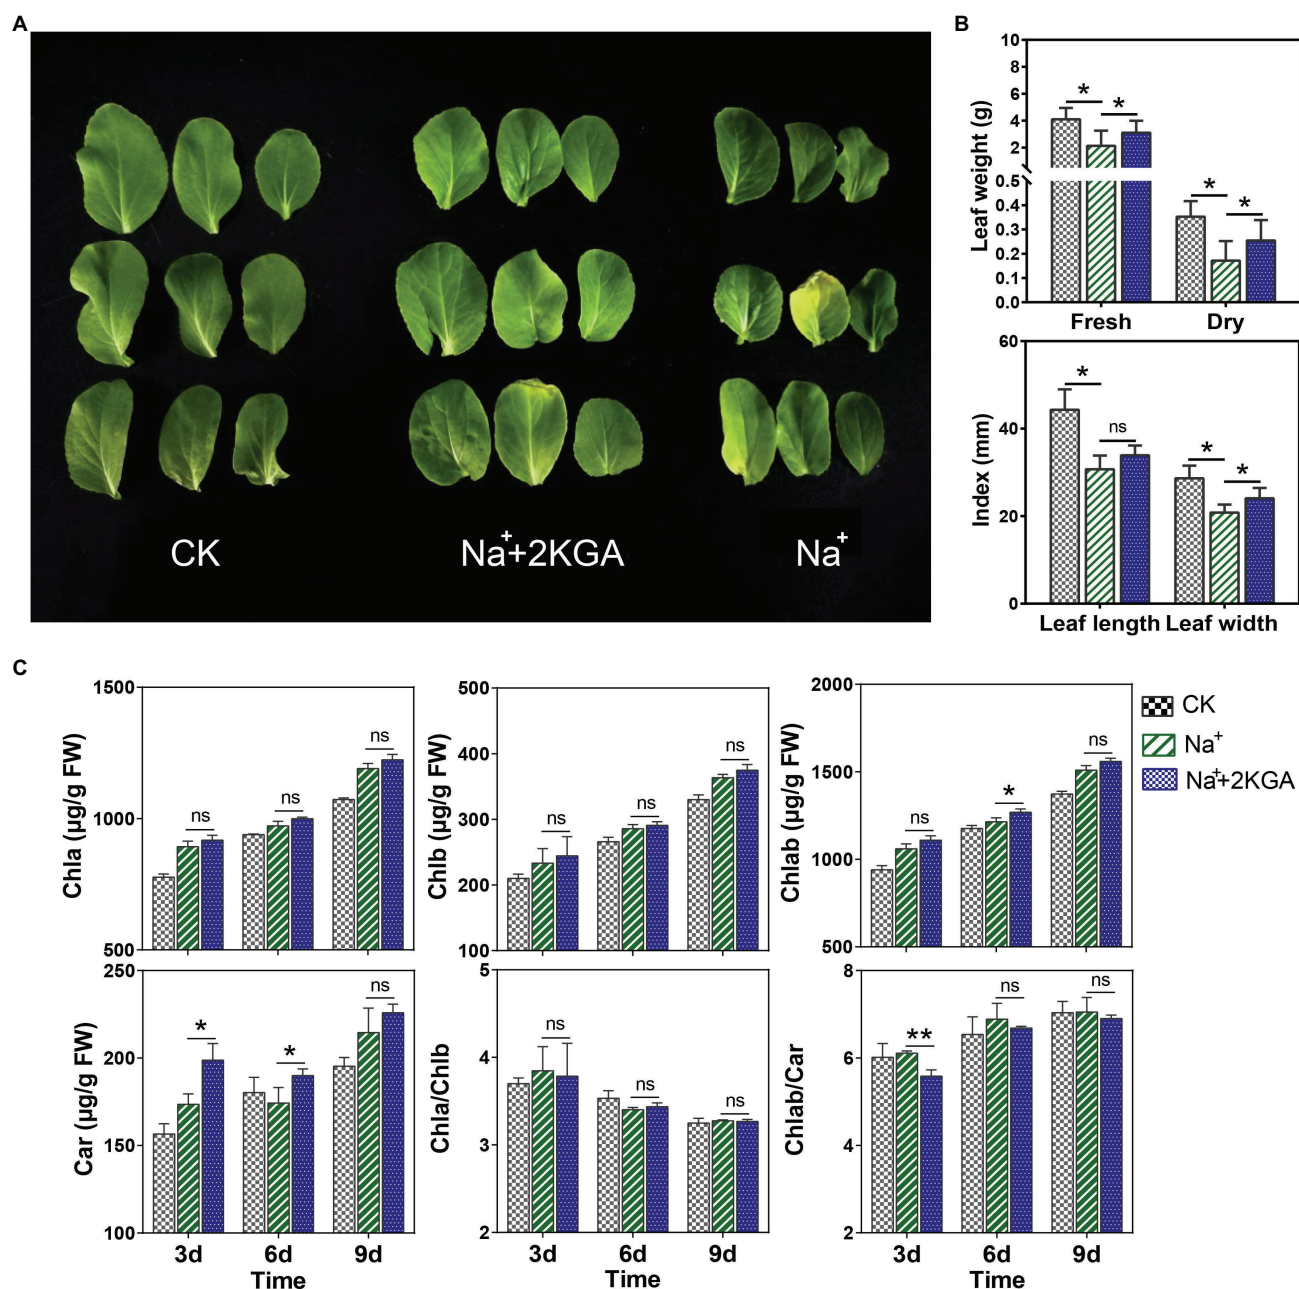 A
CK
Na++2KGA
Na+
B
Leaf weight (g)
10
8
6
4
2
0.5
0.4
0.3
0.2
0.1
0.0
*
*
*
*
Fresh
Dry
Index (mm)
60
40
20
0
*
ns
*
*
Leaf length
Leaf width
C
Chla (µg/g FW)
1500
1000
500
ns
ns
ns
Chlb (µg/g FW)
500
400
300
200
100
ns
ns
ns
Chlab (µg/g FW)
2000
1500
1000
500
ns
*
ns
CK
Na+
Na++2KGA
Car (µg/g FW)
250
200
150
100
*
*
ns
3d
6d
9d
Time
Chla/Chlb
5
4
3
2
ns
ns
ns
3d
6d
9d
Time
Chlab/Car
8
6
4
2
**
ns
ns
3d
6d
9d
Time